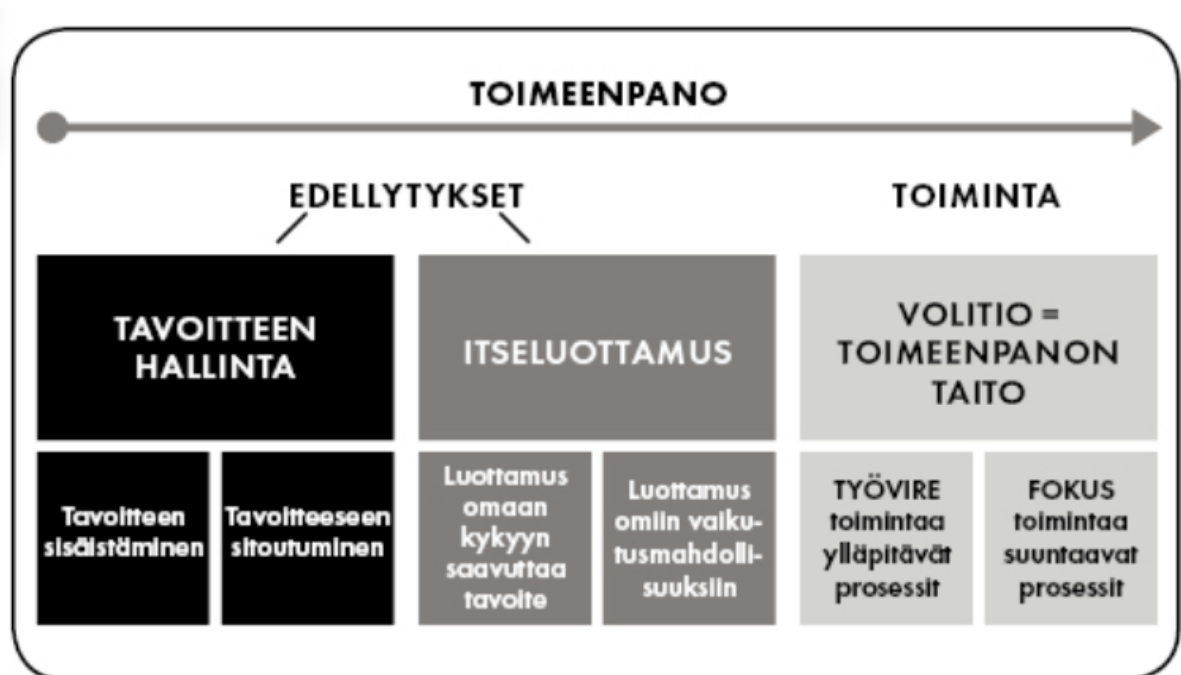 TOIMEENPANO
EDELLYTYKSET
TOIMINTA
TAVOITTEEN
HALLINTA
ITSELUOTTAMUS
VOLITIO =
TOIMEENPANON
TAITO
Tavoitteen
sisäistäminen
Tavoitteeseen
sitoutuminen
Luottamus
omaan
kykyyn
saavuttaa
tavoite
Luottamus
omiin vaiku-
tusmahdolli-
suuksiin
TYÖVIRE
toimintaa
ylläpitävät
prosessit
FOKUS
toimintaa
suuntaavat
prosessit